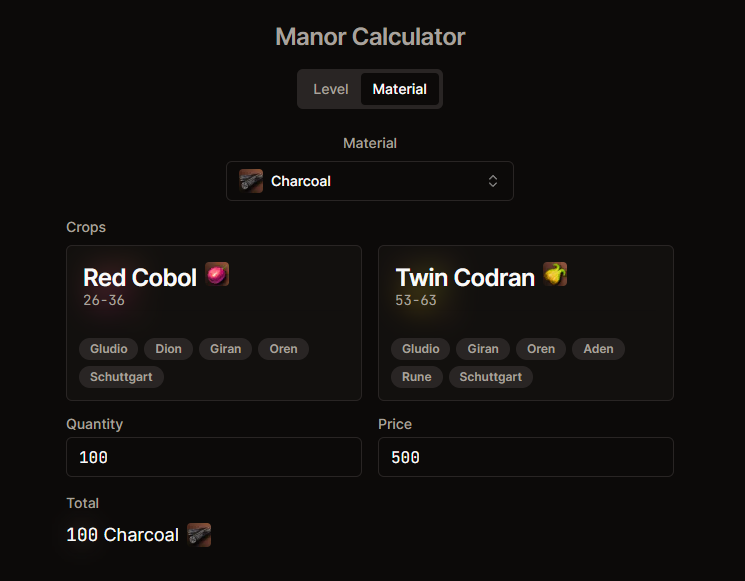 Manor Calculator
Level Material
Material
Charcoal
Crops
Red Cobol
26-36
Gludio Dion Giran Oren
Schuttgart
Twin Codran
53-63
Gludio Giran Oren Aden
Rune Schuttgart
Quantity
100
Price
500
Total
100 Charcoal